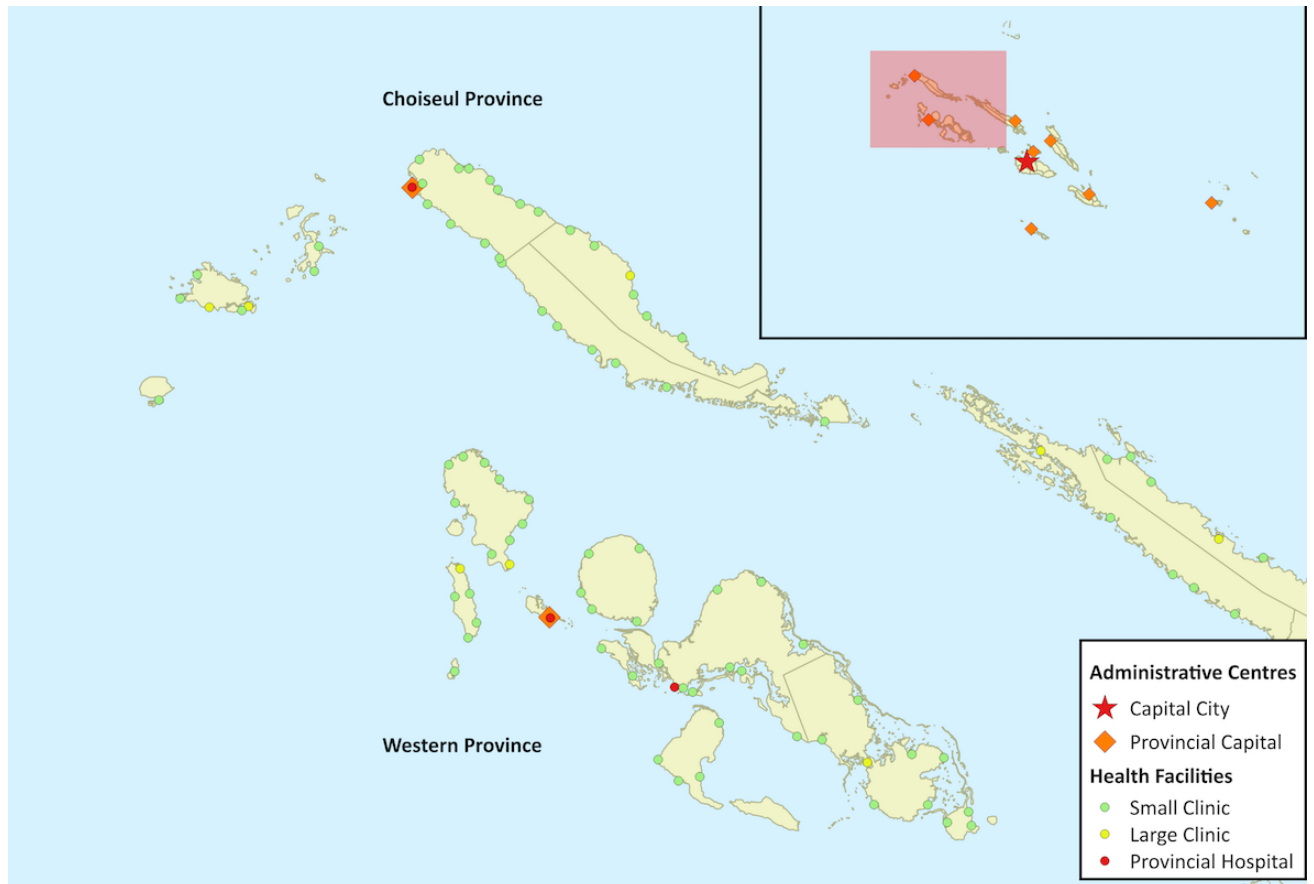 Choiseul Province
Western Province
Administrative Centres
Capital City
Provincial Capital
Health Facilities
Small Clinic
Large Clinic
Provincial Hospital